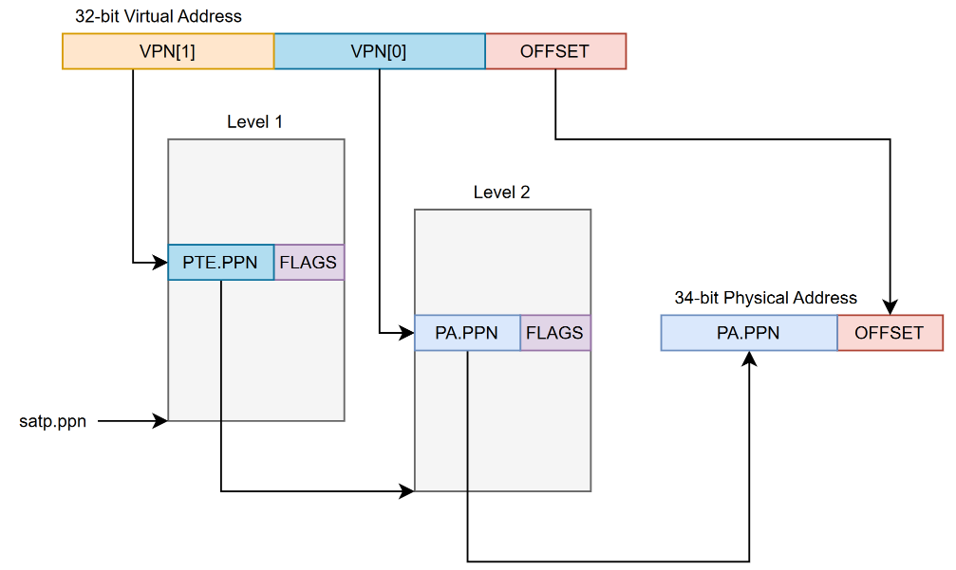 32-bit Virtual Address
VPN[1] VPN[0] OFFSET
Level 1
Level 2
PTE.PPN FLAGS
34-bit Physical Address
PA.PPN FLAGS PA.PPN OFFSET
satp.ppn